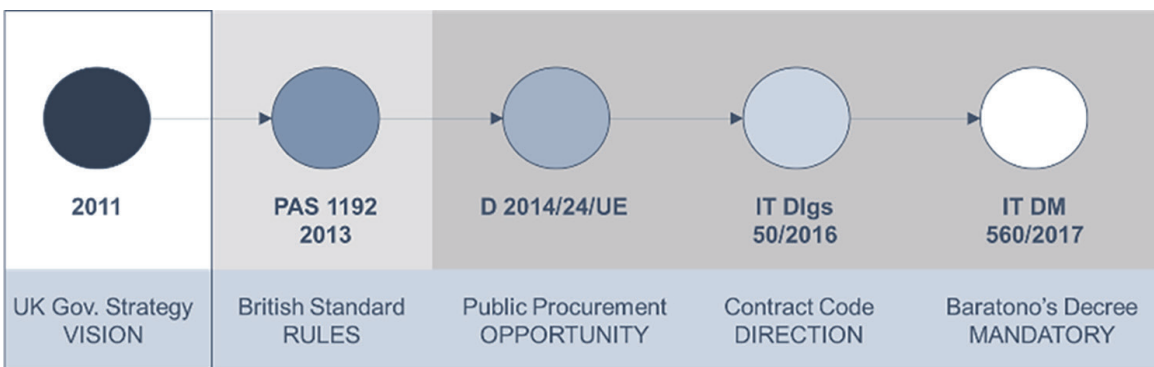 2011
PAS 1192
2013
D 2014/24/UE
IT Dlgs
50/2016
IT DM
560/2017
UK Gov. Strategy
VISION
British Standard
RULES
Public Procurement
OPPORTUNITY
Contract Code
DIRECTION
Baratono's Decree
MANDATORY